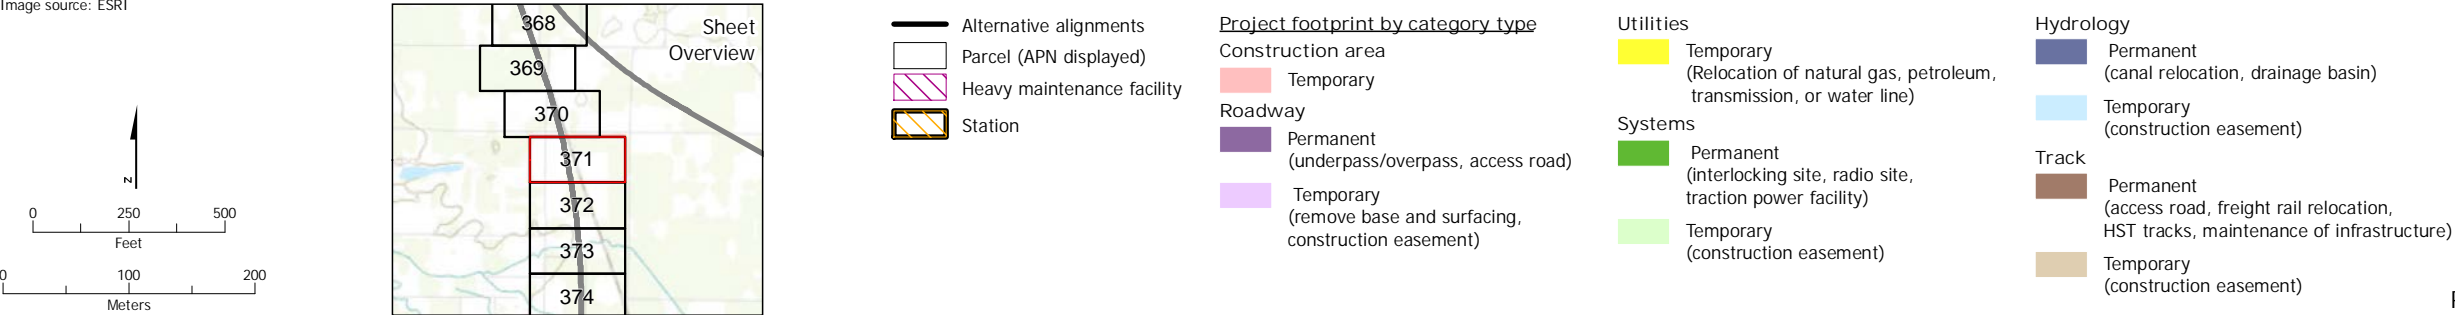 Image source: ESRI
N
0 250 500
Feet
0 100 200
Meters
Sheet
Overview
368
369
370
371
372
373
374
Alternative alignments
Parcel (APN displayed)
Heavy maintenance facility
Station
Project footprint by category type
Construction area
Temporary
Roadway
Permanent
(underpass/overpass, access road)
Temporary
(remove base and surfacing,
construction easement)
Utilities
Temporary
(Relocation of natural gas, petroleum,
transmission, or water line)
Systems
Permanent
(interlocking site, radio site,
traction power facility)
Temporary
(construction easement)
Hydrology
Permanent
(canal relocation, drainage basin)
Temporary
(construction easement)
Track
Permanent
(access road, freight rail relocation,
HST tracks, maintenance of infrastructure)
Temporary
(construction easement)